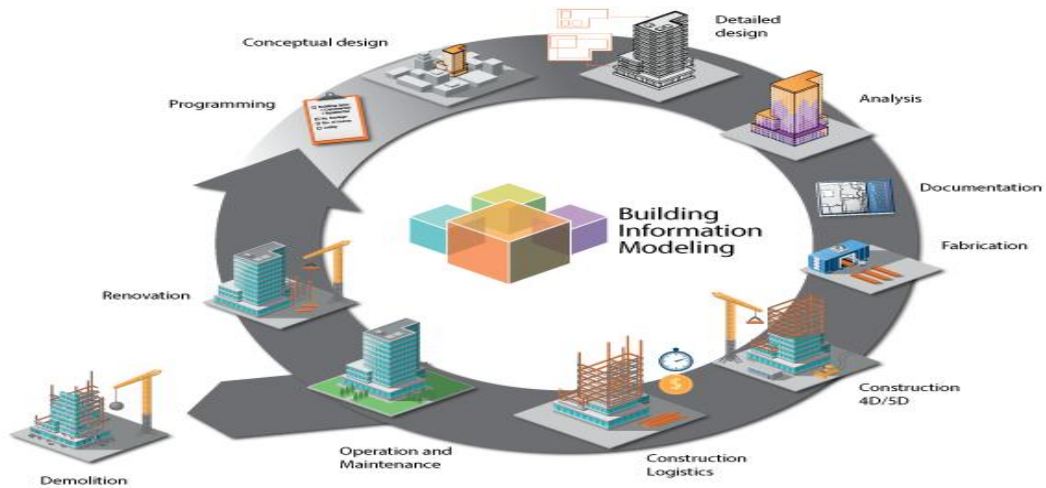 Conceptual design
Detailed
design
Programming
Analysis
Documentation
Building
Information
Modeling
Fabrication
Renovation
Construction
4D/5D
Operation and
Maintenance
Construction
Logistics
Demolition
$